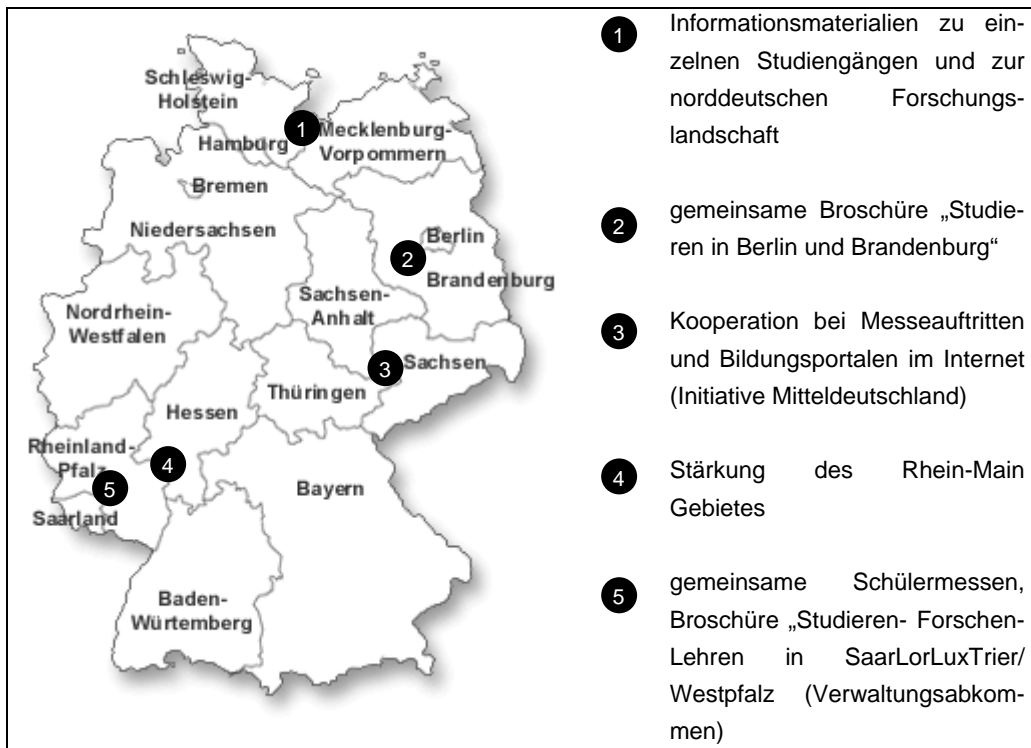 Schleswig-
Holstein
1
Mecklenburg-
Vorpommern
Hamburg
Bremen
Niedersachsen
Berlin
2
Brandenburg
Sachsen-
Anhalt
Nordrhein-
Westfalen
3
Sachsen
Thüringen
Hessen
Rheinland-
Pfalz
4
5
Saarland
Bayern
Baden-
Würtemberg
1
Informationsmaterialien zu ein-
zelnen Studiengängen und zur
norddeutschen Forschungs-
landschaft
2
gemeinsame Broschüre „Studie-
ren in Berlin und Brandenburg“
3
Kooperation bei Messeauftritten
und Bildungsportalen im Internet
(Initiative Mitteldeutschland)
4
Stärkung des Rhein-Main
Gebietes
5
gemeinsame Schülermessen,
Broschüre „Studieren- Forschen-
Lehren in SaarLorLuxTrier/
Westpfalz (Verwaltungsabkom-
men)